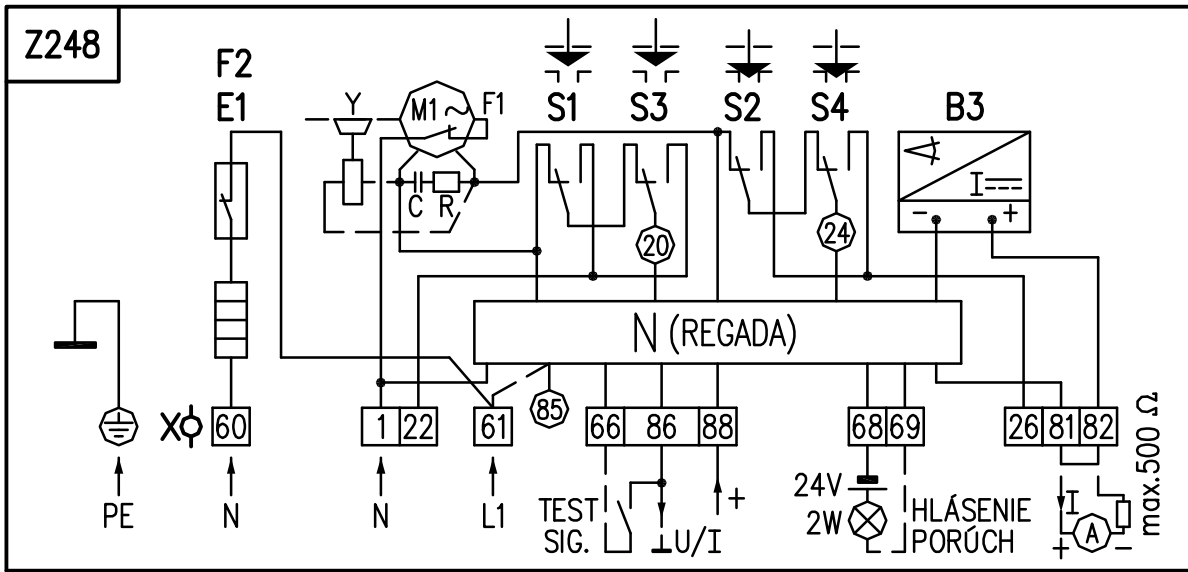 Z248
F2
E1
Y
M1
F1
S1
S3
S2
S4
B3
C
R
I
- +
20
24
N (REGADA)
85
X
60
1
22
61
66
86
88
68
69
26
81
82
max.500 Ω
PE
N
N
L1
TEST
SIG.
U/I
+
24V
2W
HLÁSENIE
PORÚCH
I
A
+ -